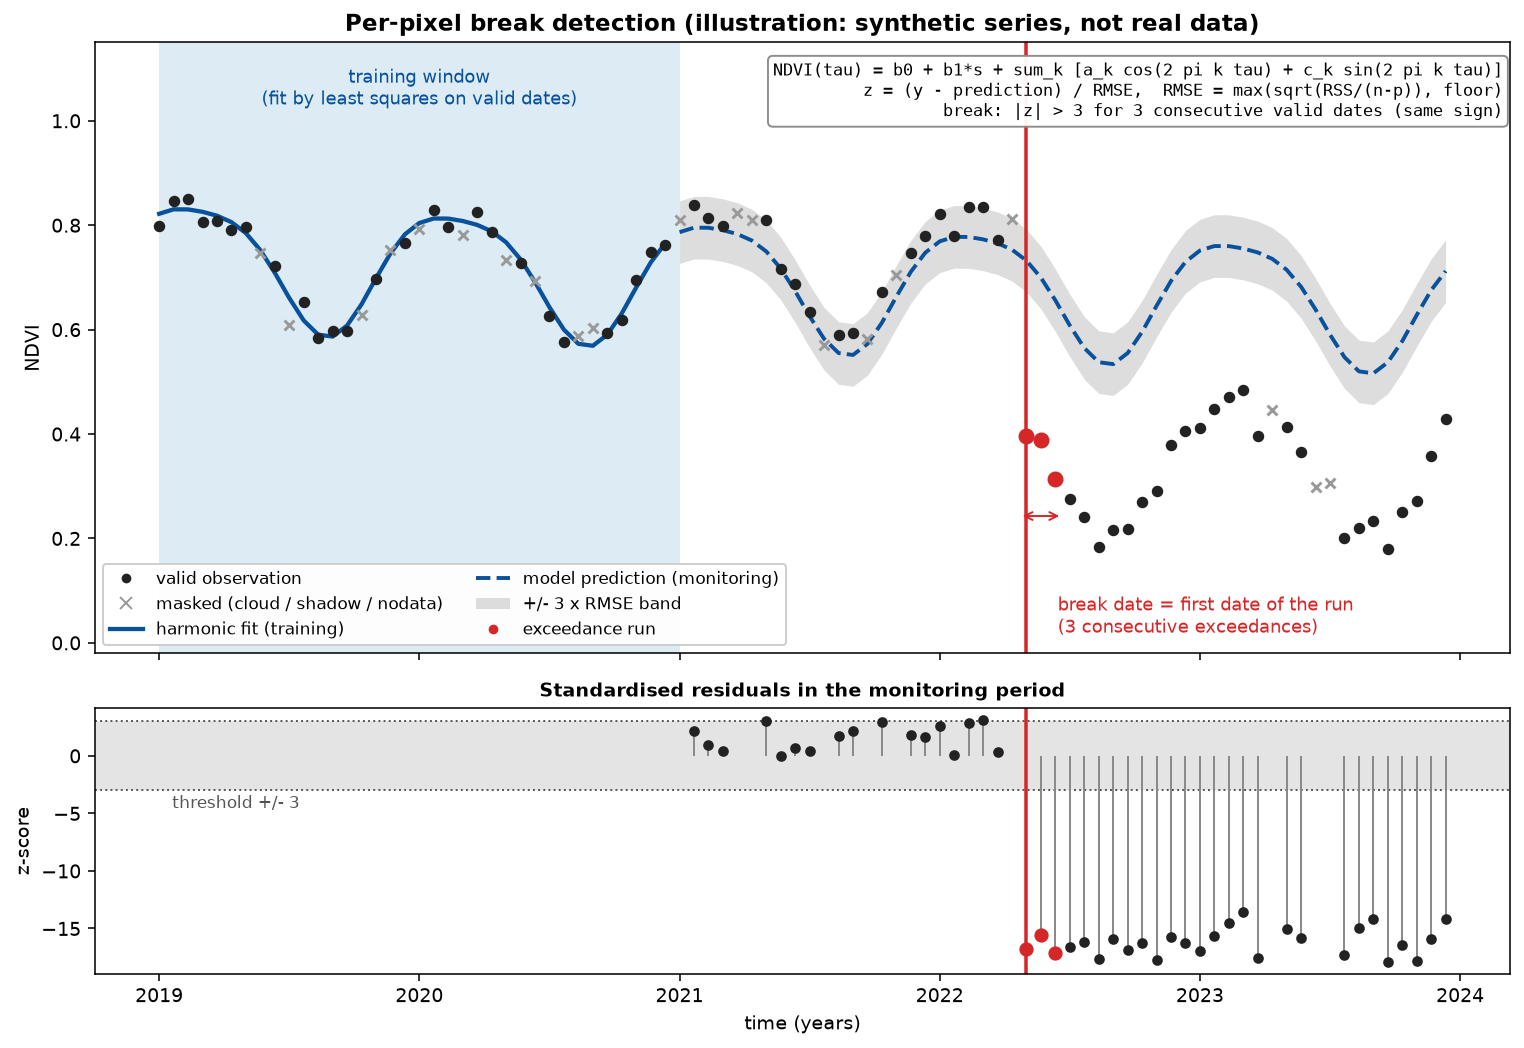 Per-pixel break detection (illustration: synthetic series, not real data)
training window
(fit by least squares on valid dates)
NDVI(tau) = b0 + b1*s + sum_k [a_k cos(2 pi k tau) + c_k sin(2 pi k tau)]
z = (y - prediction) / RMSE,  RMSE = max(sqrt(RSS/(n-p)), floor)
break: |z| > 3 for 3 consecutive valid dates (same sign)
NDVI
1.0
0.8
0.6
0.4
0.2
0.0
valid observation
masked (cloud / shadow / nodata)
harmonic fit (training)
model prediction (monitoring)
+/- 3 x RMSE band
exceedance run
break date = first date of the run
(3 consecutive exceedances)
Standardised residuals in the monitoring period
z-score
0
−5
−10
−15
threshold +/- 3
2019
2020
2021
2022
2023
2024
time (years)